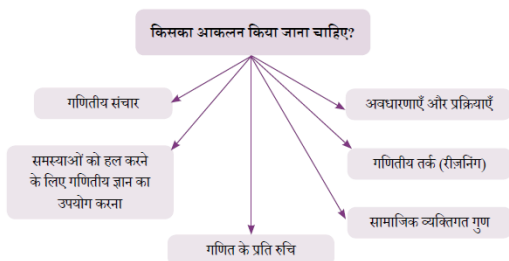 किसका आकलन किया जाना चाहिए?
गणितीय संचार
अवधारणाएँ और प्रक्रियाएँ
समस्याओं को हल करने
के लिए गणितीय ज्ञान का
उपयोग करना
गणितीय तर्क (रीज़निंग)
सामाजिक व्यक्तिगत गुण
गणित के प्रति रुचि